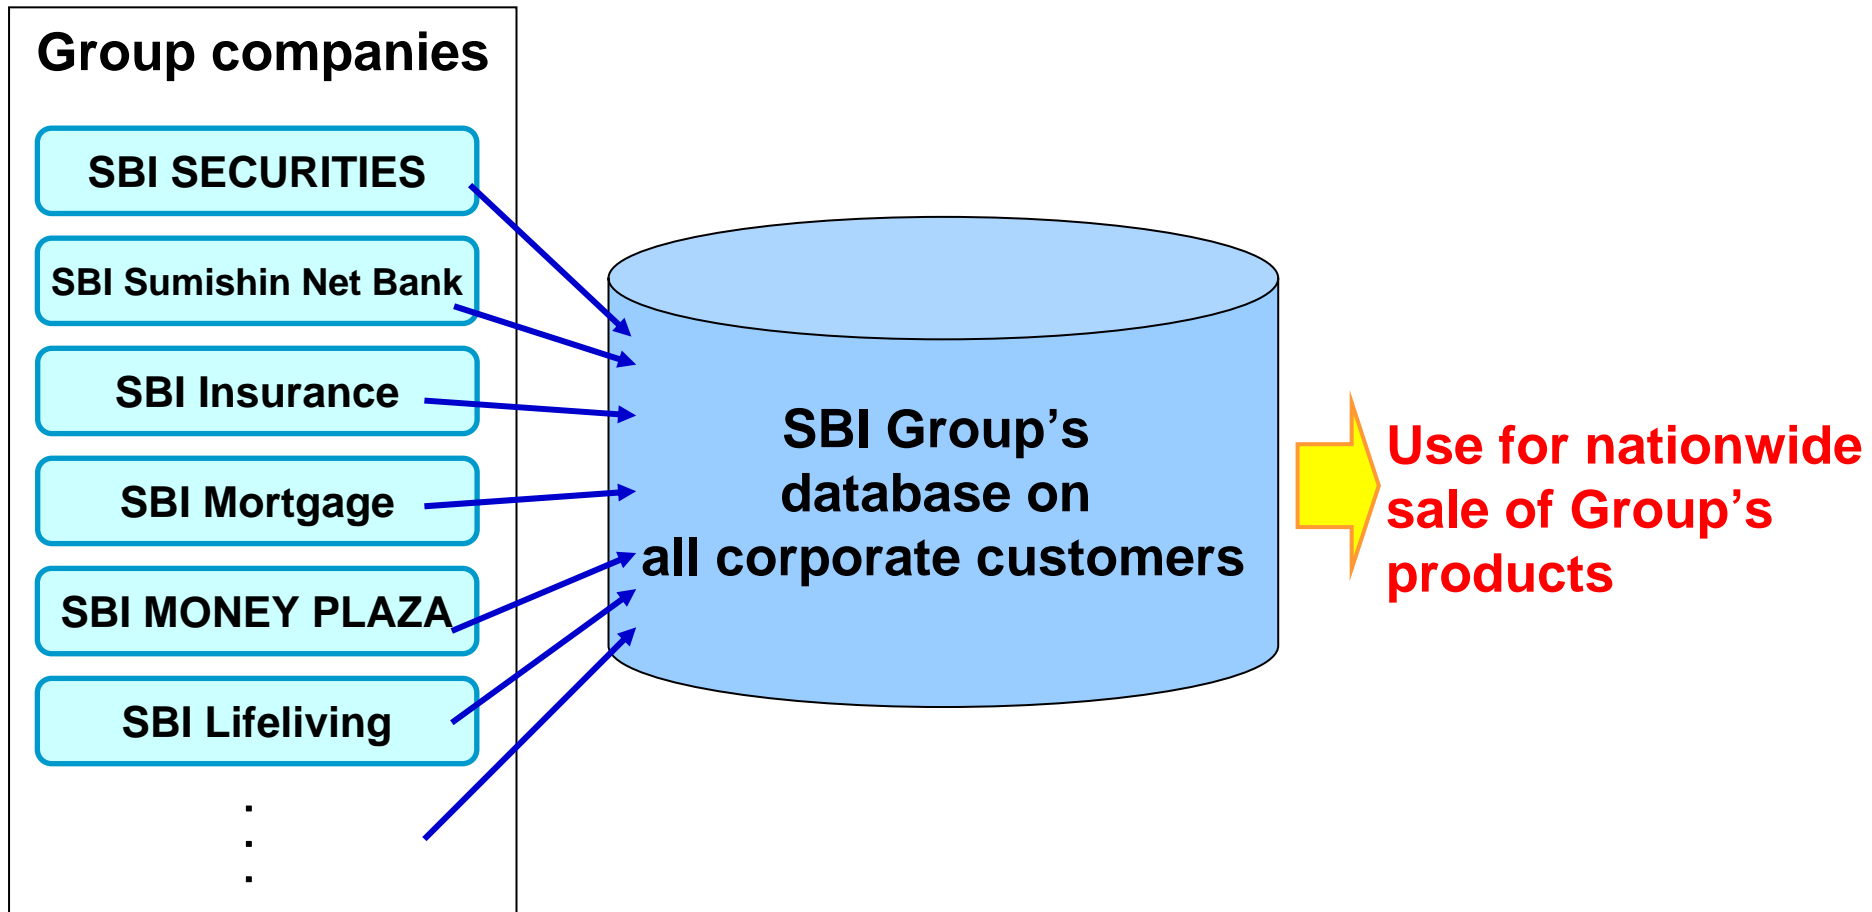 Group companies
SBI SECURITIES
SBI Sumishin Net Bank
SBI Insurance
SBI Mortgage
SBI MONEY PLAZA
SBI Lifeliving
.
.
.
SBI Group’s
database on
all corporate customers
Use for nationwide
sale of Group’s
products